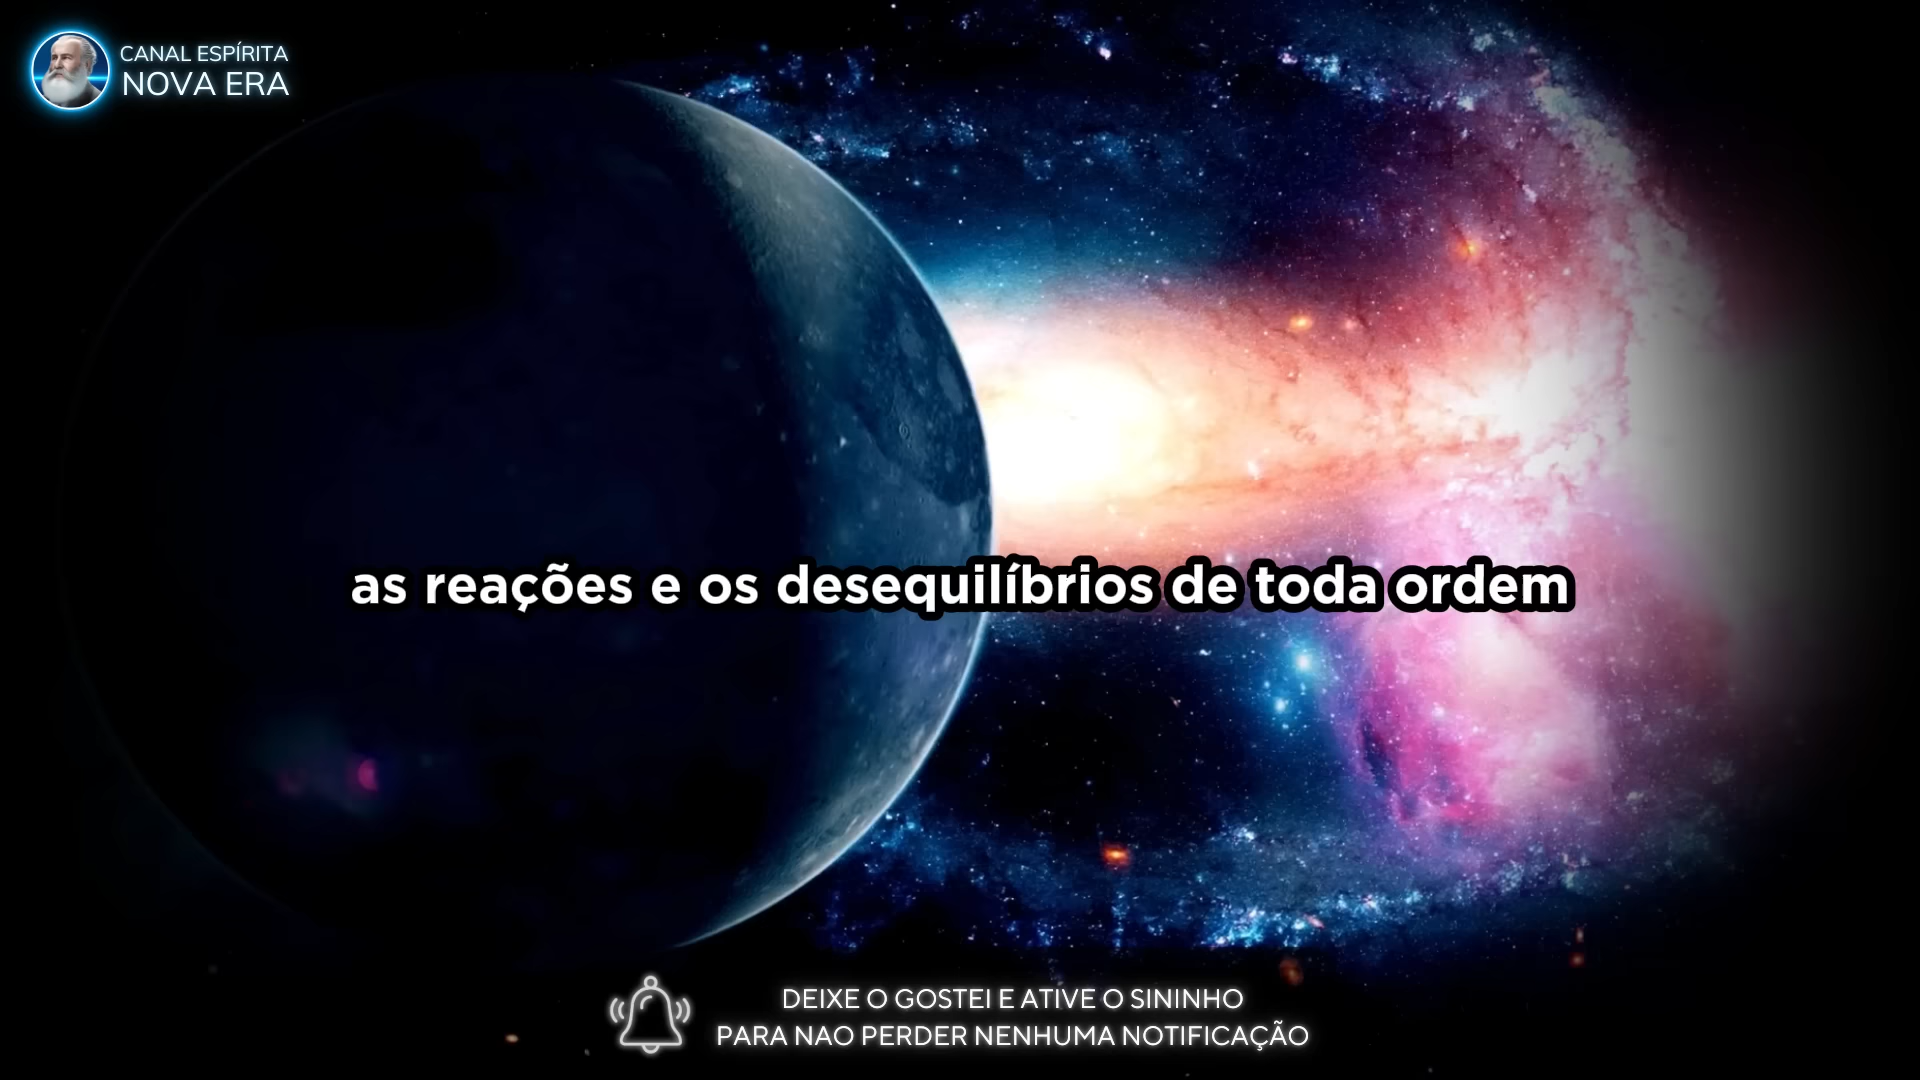 CANAL ESPÍRITA
NOVA ERA
as reações e os desequilíbrios de toda ordem
DEIXE O GOSTEI E ATIVE O SININHO
PARA NAO PERDER NENHUMA NOTIFICAÇÃO